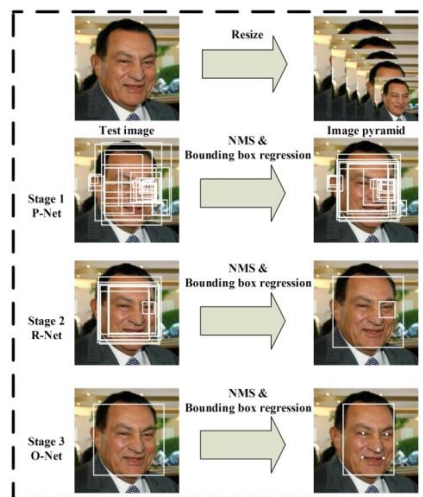 Resize
Test image
Image pyramid
NMS &
Bounding box regression
Stage 1
P-Net
NMS &
Bounding box regression
Stage 2
R-Net
NMS &
Bounding box regression
Stage 3
O-Net